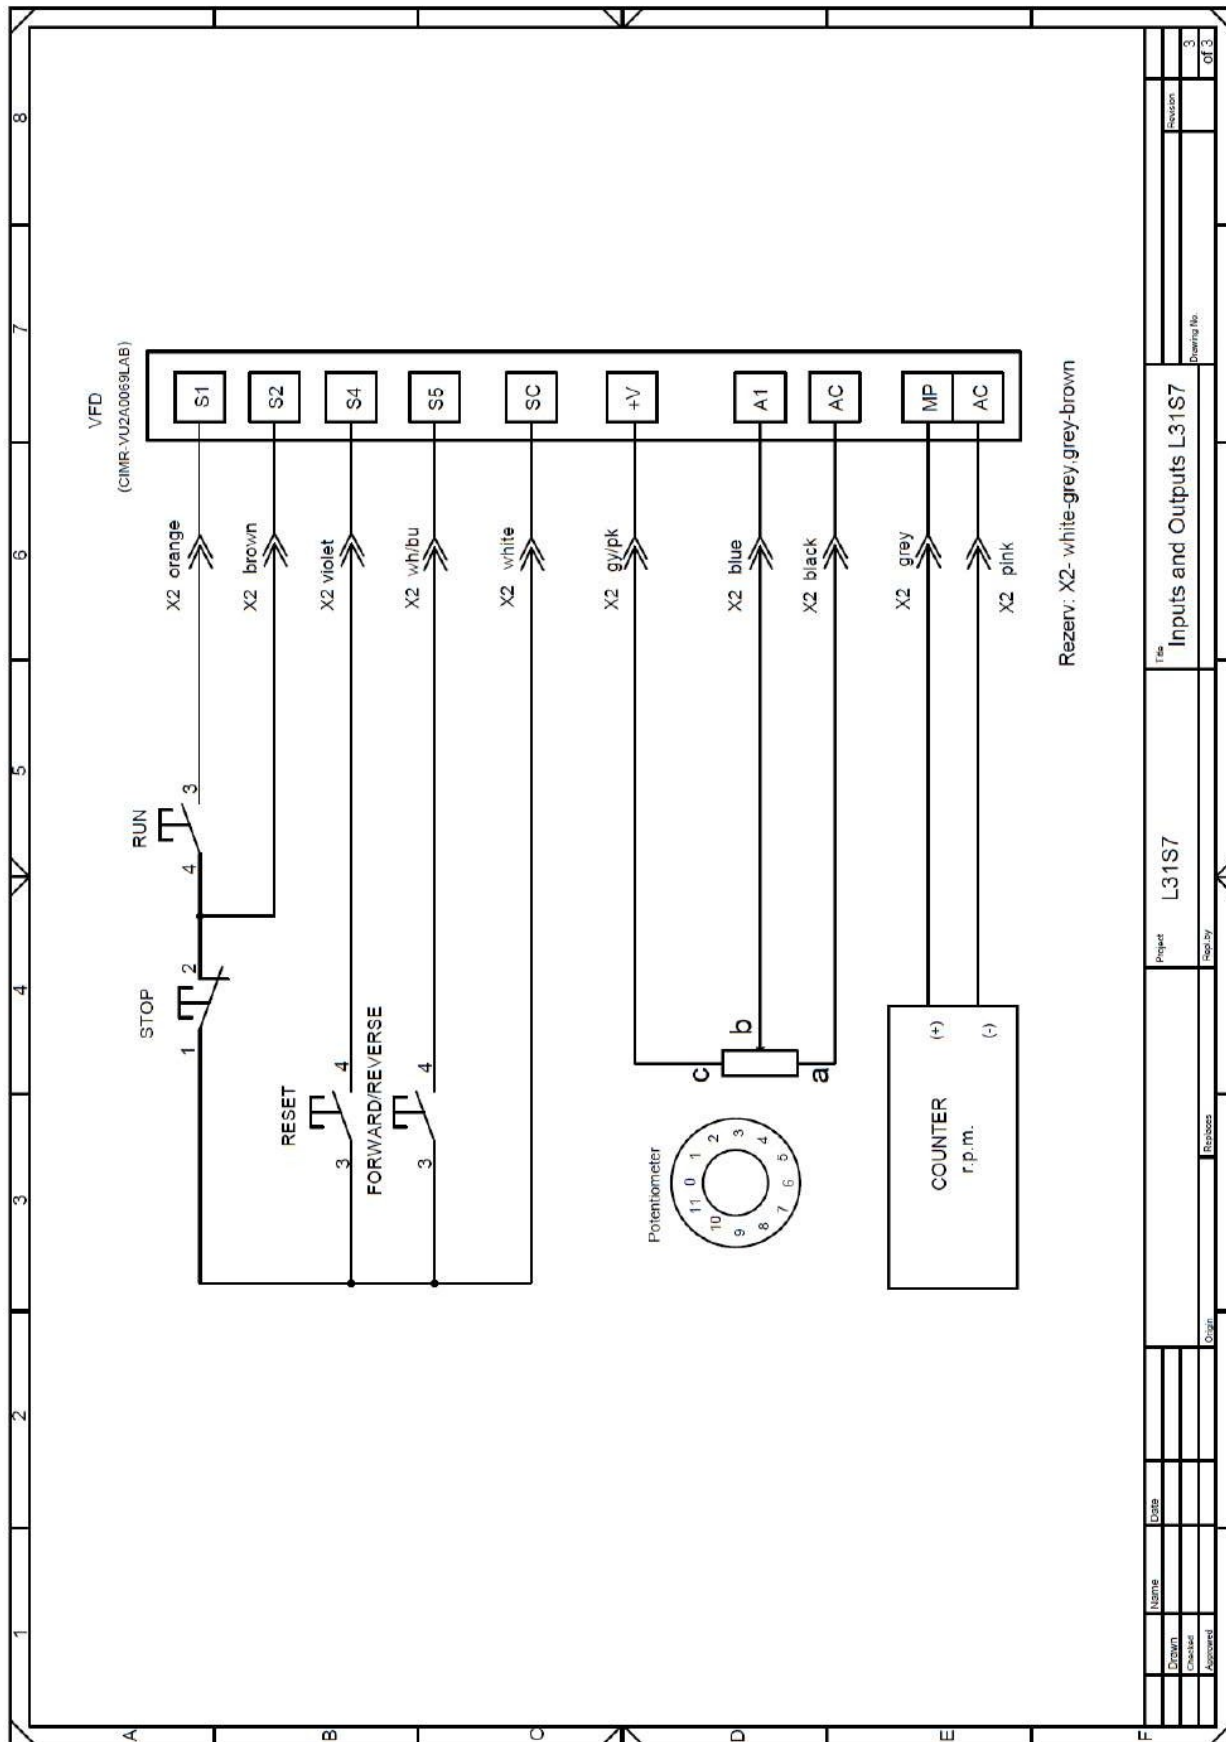 1 2 3 4 5 6 7 8
A
B
C
D
E
F
VFD
(CIMR-VU2A0069LAB)
STOP
1 2
RUN
4 3
X2 orange
S1
X2 brown
S2
RESET
3 4
X2 violet
S4
FORWARD/REVERSE
3 4
X2 wh/bu
S5
X2 white
SC
Potentiometer
0 1 2 3 4 5 6 7 8 9 10 11
c
b
a
X2 gy/pk
+V
X2 blue
A1
X2 black
AC
COUNTER
r.p.m.
(+)
(-)
X2 grey
MP
X2 pink
AC
Rezerv: X2- white-grey,grey-brown
Name
Date
Drawn
Checked
Approved
Origin
Replaces
Project
L31S7
Repl.by
Title
Inputs and Outputs L31S7
Drawing No.
Revision
3
of 3